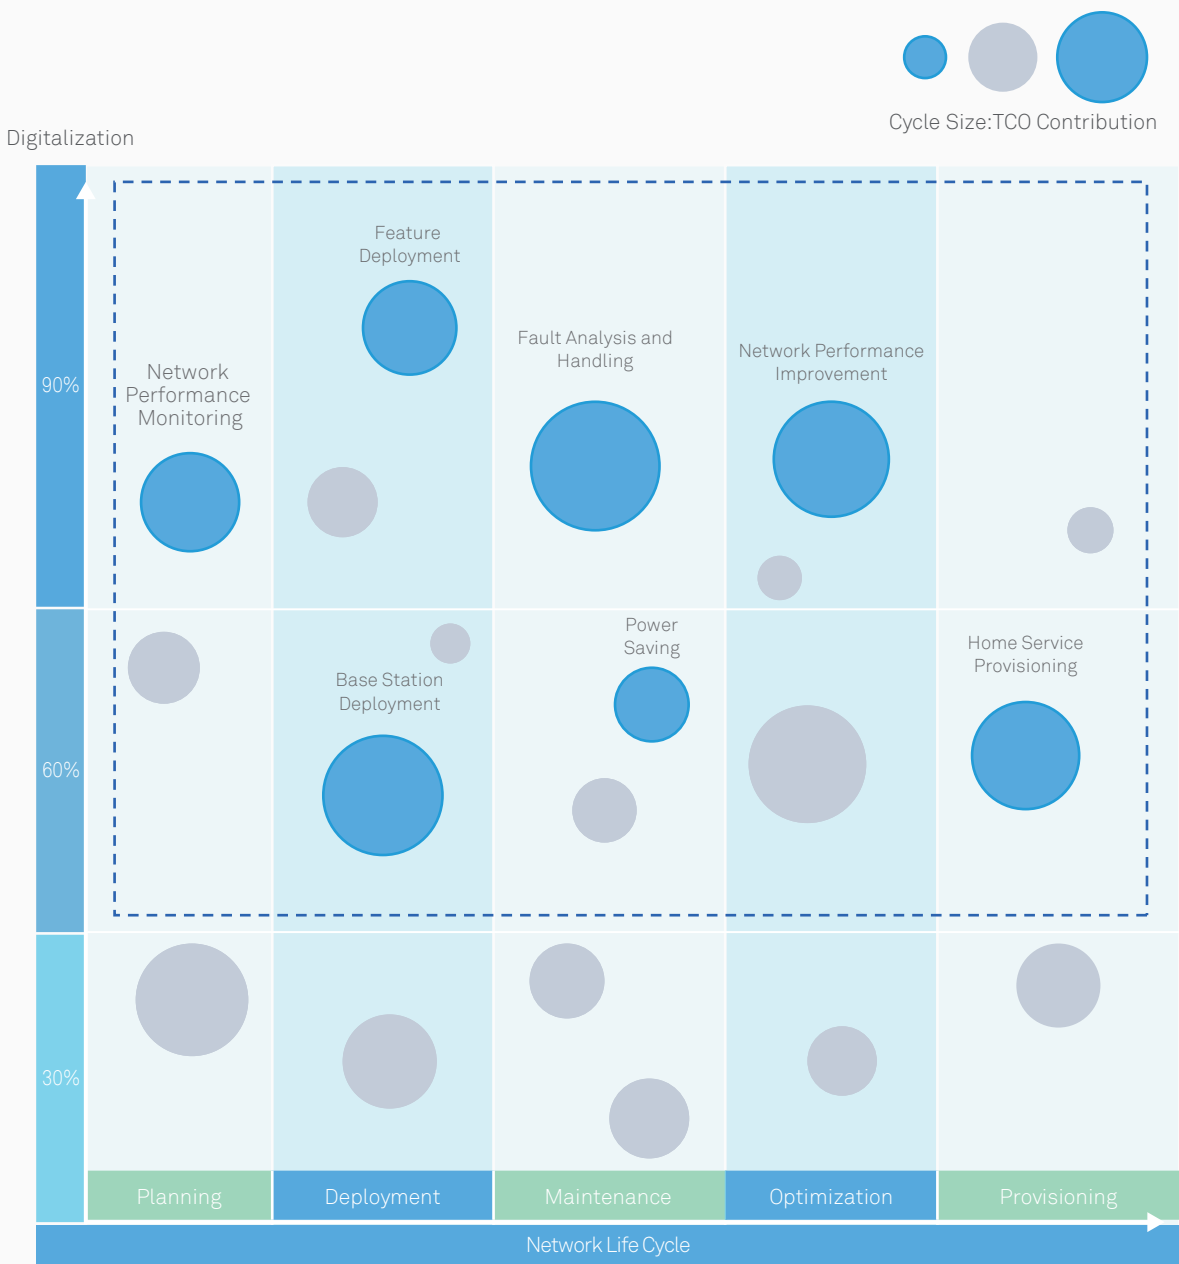 Cycle Size:TCO Contribution
Digitalization
Feature
Deployment
Fault Analysis and
Handling
Network Performance
Improvement
Network
Performance
Monitoring
90%
Power
Saving
Home Service
Provisioning
Base Station
Deployment
60%
30%
Planning
Deployment
Maintenance
Optimization
Provisioning
Network Life Cycle